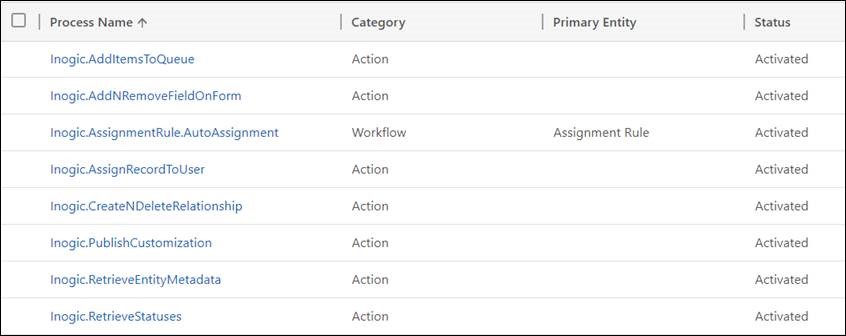 Process Name ↑ Category Primary Entity Status
Inogic.AddItemsToQueue Action Activated
Inogic.AddNRemoveFieldOnForm Action Activated
Inogic.AssignmentRule.AutoAssignment Workflow Assignment Rule Activated
Inogic.AssignRecordToUser Action Activated
Inogic.CreateNDeleteRelationship Action Activated
Inogic.PublishCustomization Action Activated
Inogic.RetrieveEntityMetadata Action Activated
Inogic.RetrieveStatuses Action Activated